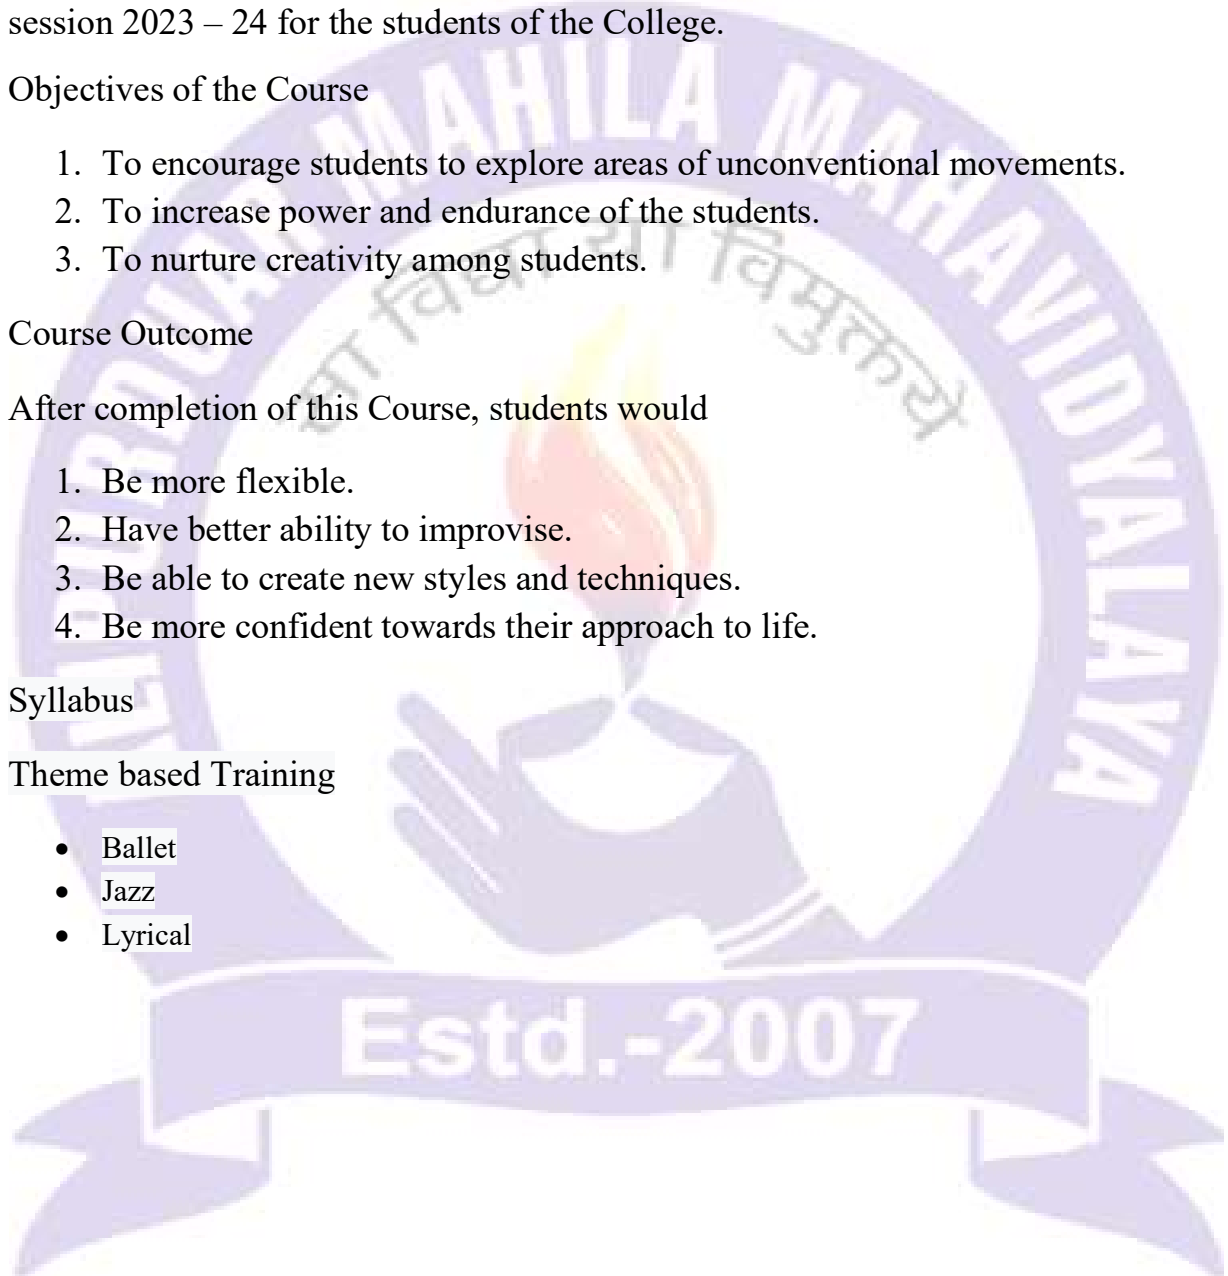 session 2023 – 24 for the students of the College.
Objectives of the Course
1. To encourage students to explore areas of unconventional movements.
2. To increase power and endurance of the students.
3. To nurture creativity among students.
Course Outcome
After completion of this Course, students would
1. Be more flexible.
2. Have better ability to improvise.
3. Be able to create new styles and techniques.
4. Be more confident towards their approach to life.
Syllabus
Theme based Training
• Ballet
• Jazz
• Lyrical
ALIPURDUAR MAHILA MAHAVIDYALAYA
सा विद्या या विमुक्तये
Estd.-2007